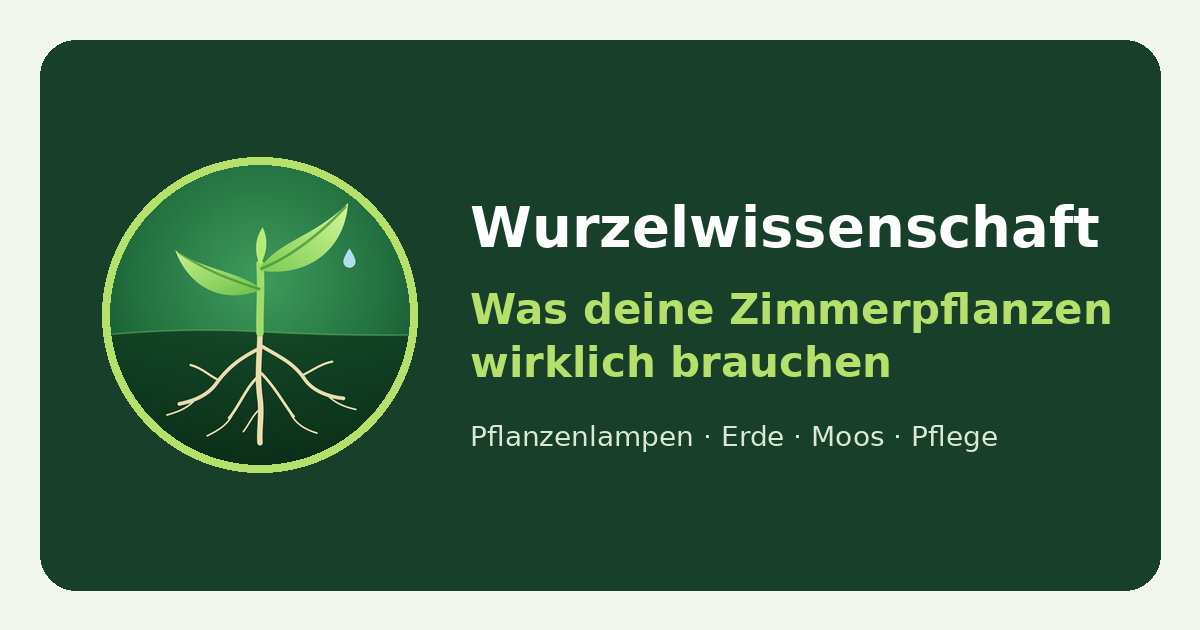 Wurzelwissenschaft
Was deine Zimmerpflanzen
wirklich brauchen
Pflanzenlampen · Erde · Moos · Pflege